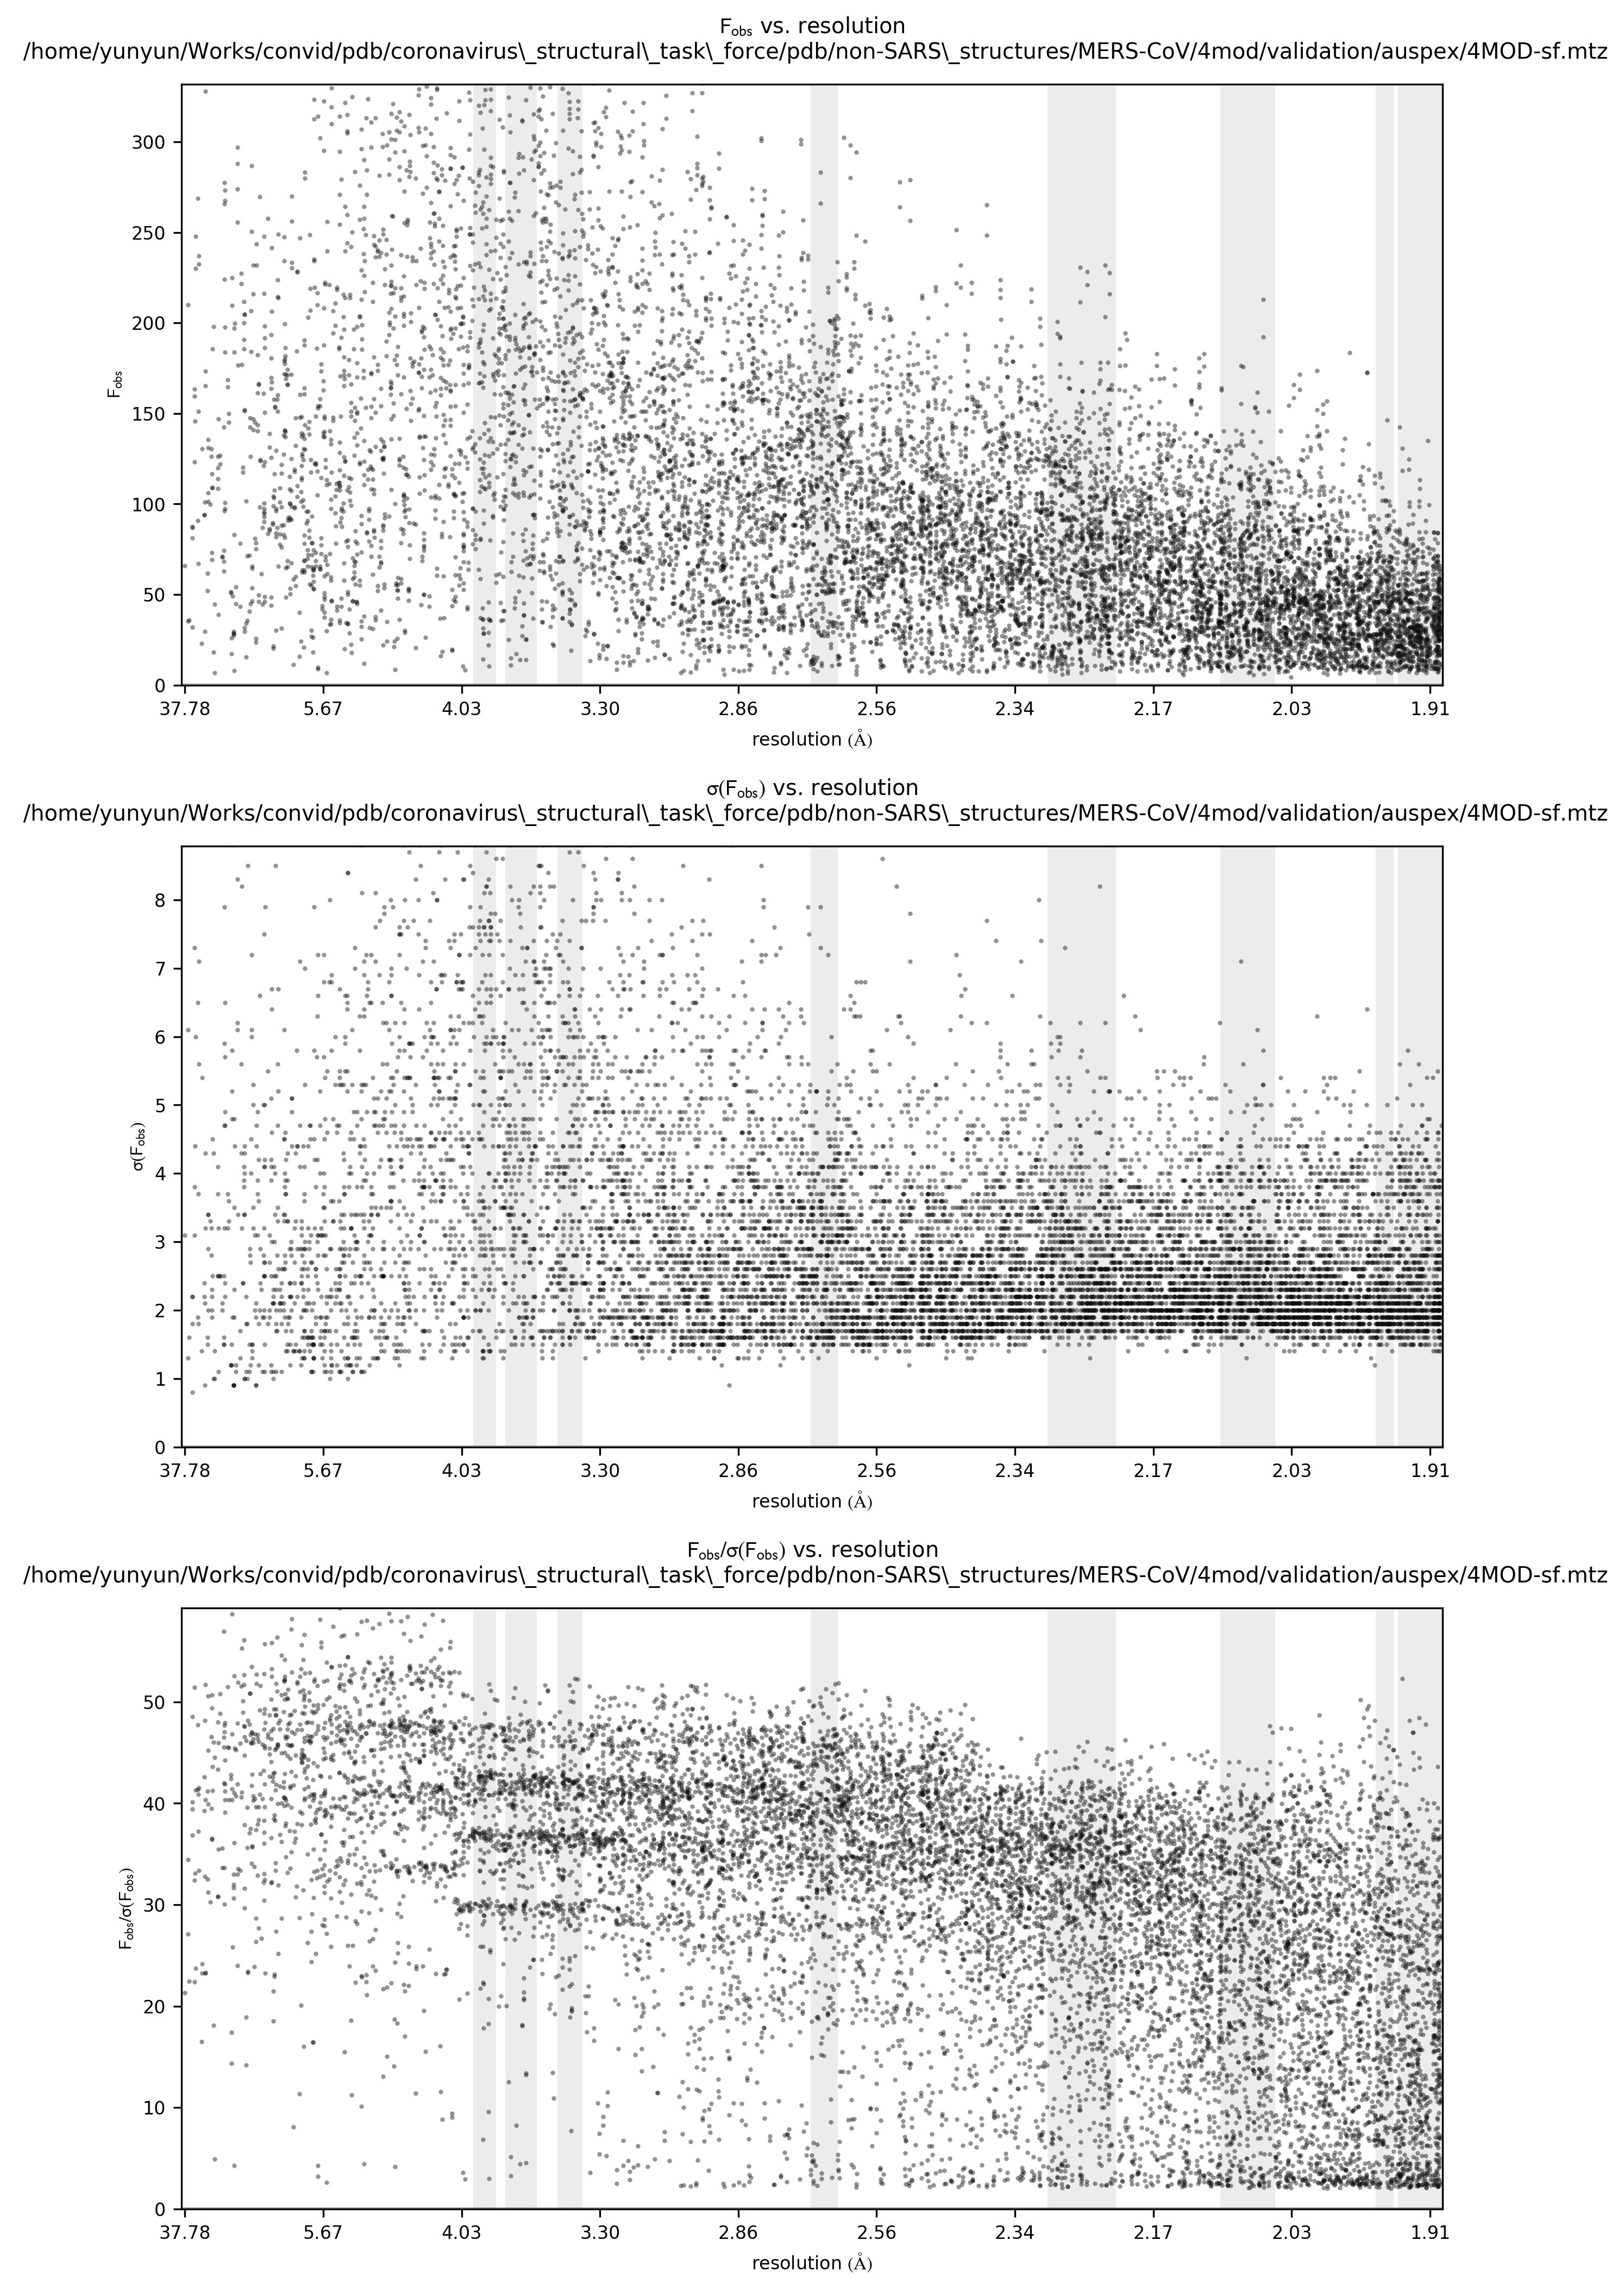 Fobs vs. resolution
/home/yunyun/Works/convid/pdb/coronavirus\_structural\_task\_force/pdb/non-SARS\_structures/MERS-CoV/4mod/validation/auspex/4MOD-sf.mtz
300
250
200
150
100
50
0
Fobs
37.78 5.67 4.03 3.30 2.86 2.56 2.34 2.17 2.03 1.91
resolution (Å)
σ(Fobs) vs. resolution
/home/yunyun/Works/convid/pdb/coronavirus\_structural\_task\_force/pdb/non-SARS\_structures/MERS-CoV/4mod/validation/auspex/4MOD-sf.mtz
8
7
6
5
4
3
2
1
0
σ(Fobs)
37.78 5.67 4.03 3.30 2.86 2.56 2.34 2.17 2.03 1.91
resolution (Å)
Fobs/σ(Fobs) vs. resolution
/home/yunyun/Works/convid/pdb/coronavirus\_structural\_task\_force/pdb/non-SARS\_structures/MERS-CoV/4mod/validation/auspex/4MOD-sf.mtz
50
40
30
20
10
0
Fobs/σ(Fobs)
37.78 5.67 4.03 3.30 2.86 2.56 2.34 2.17 2.03 1.91
resolution (Å)